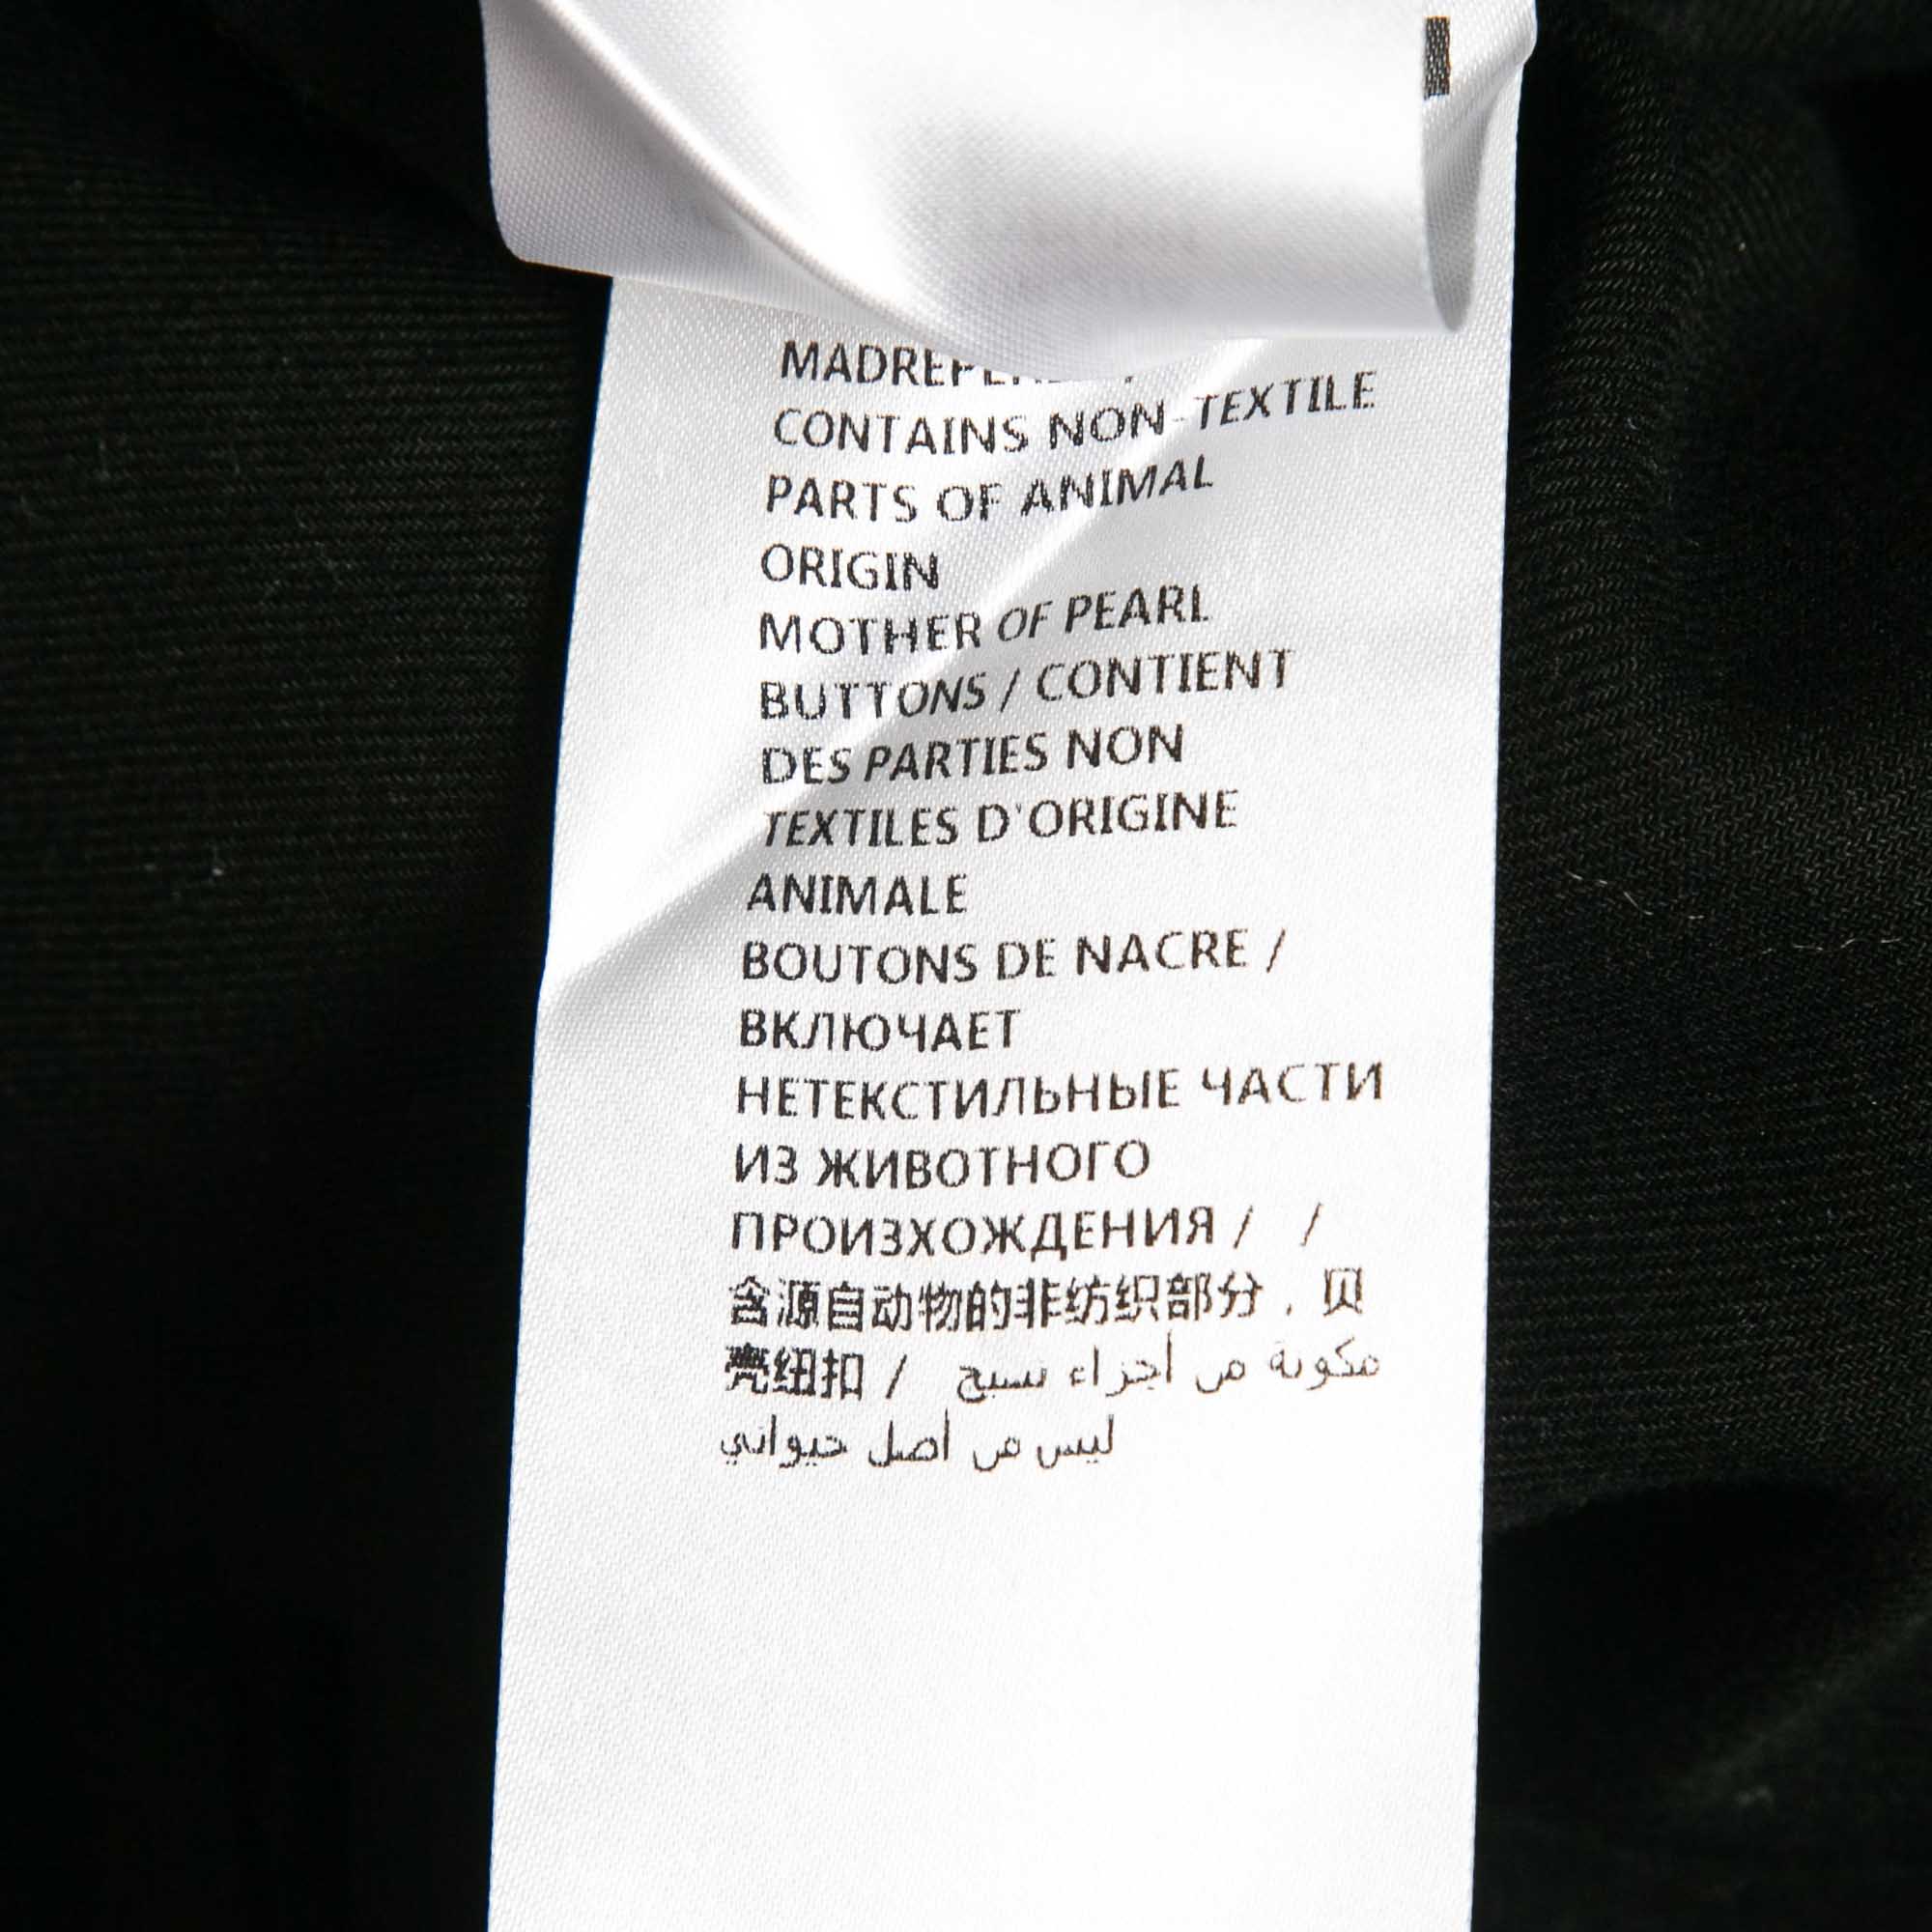 CONTAINS NON-TEXTILE
PARTS OF ANIMAL
ORIGIN
MOTHER OF PEARL
BUTTONS / CONTIENT
DES PARTIES NON
TEXTILES D'ORIGINE
ANIMALE
BOUTONS DE NACRE /
ВКЛЮЧАЕТ
НЕТЕКСТИЛЬНЫЕ ЧАСТИ
ИЗ ЖИВОТНОГО
ПРОИЗХОЖДЕНИЯ / /
含源自动物的非纺织部分，贝
壳纽扣 / مكونة من أجزاء نسيج
ليس من أصل حيواني